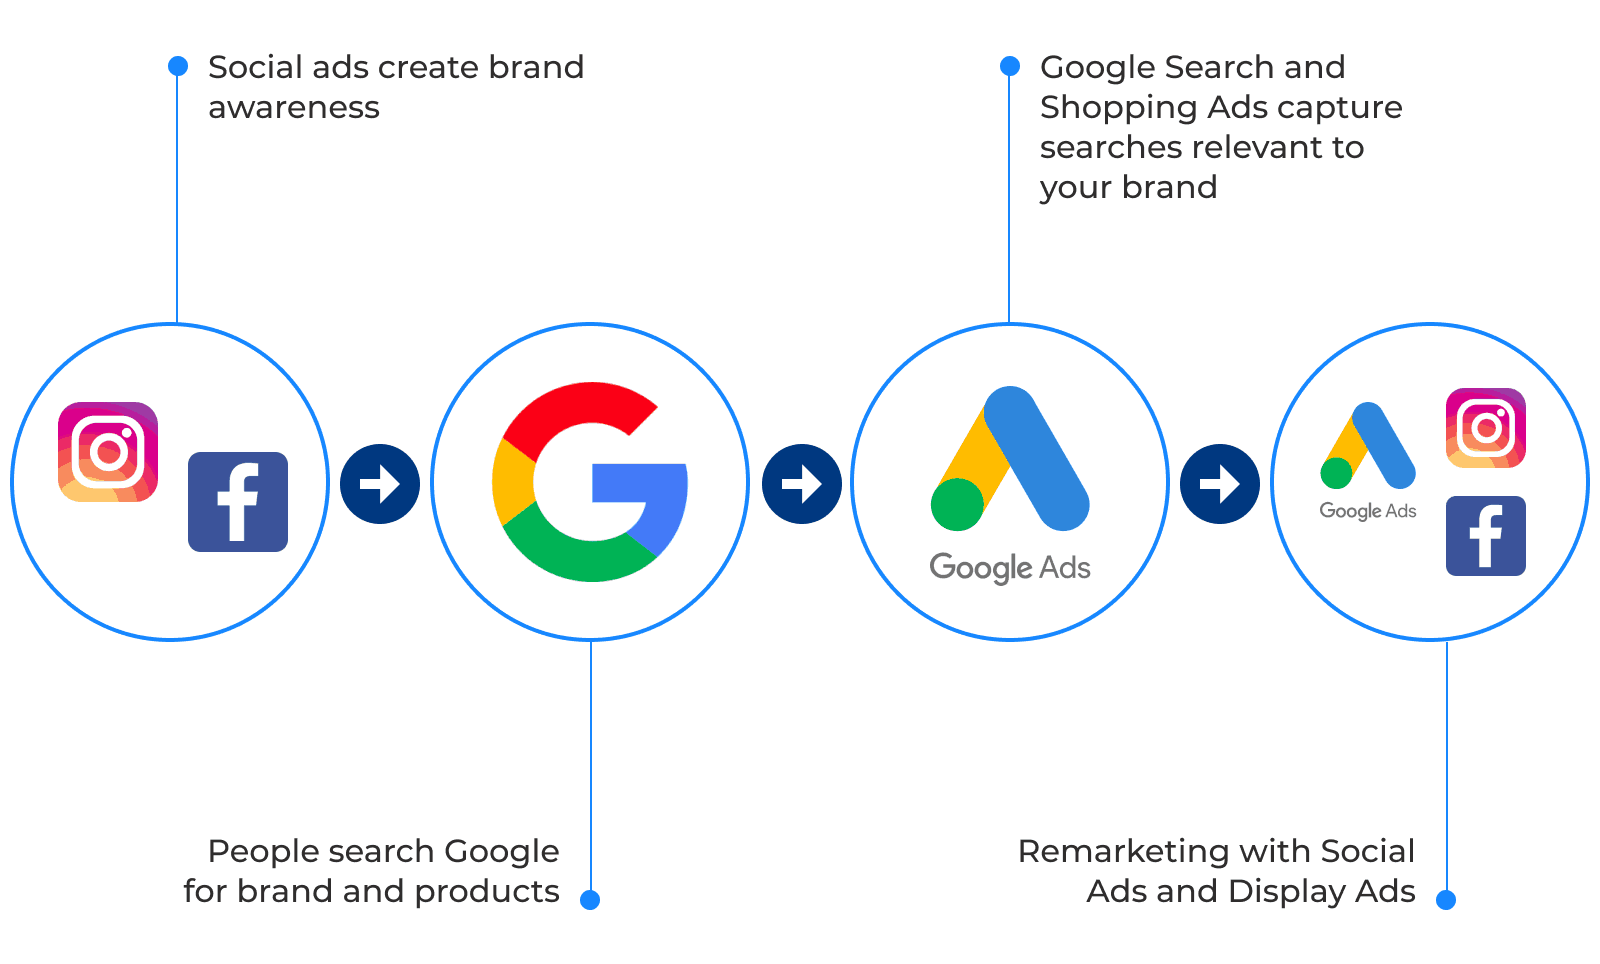 Social ads create brand
awareness
Google Search and
Shopping Ads capture
searches relevant to
your brand
Google Ads
Google Ads
People search Google
for brand and products
Remarketing with Social
Ads and Display Ads